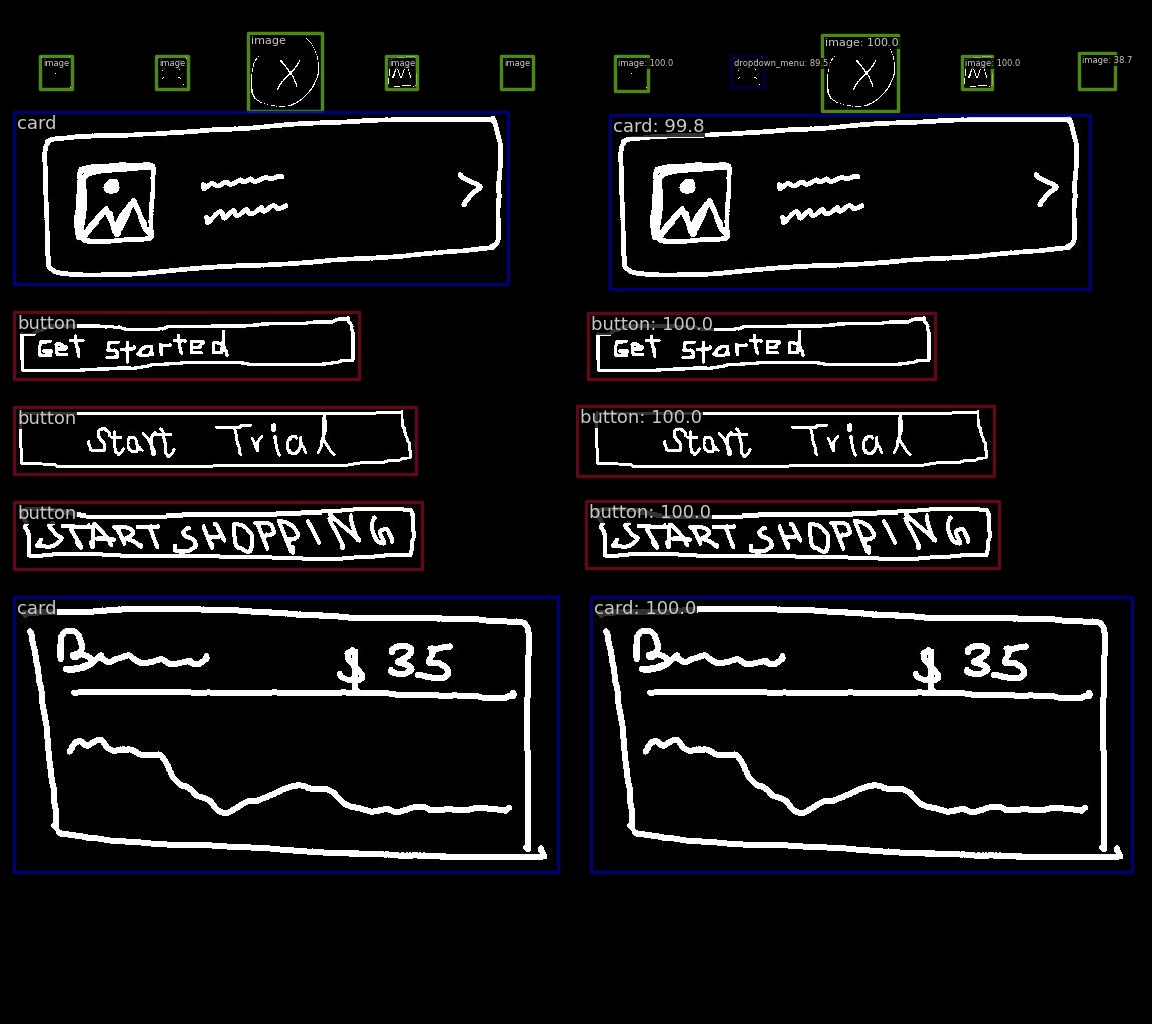 image image image image image image: 100.0 dropdown_menu: 89.5 image: 100.0 image: 100.0 image: 38.7
card card: 99.8
button button: 100.0
Get Started Get Started
button button: 100.0
Start Trial Start Trial
button button: 100.0
START SHOPPING START SHOPPING
card card: 100.0
B $ 35 B $ 35